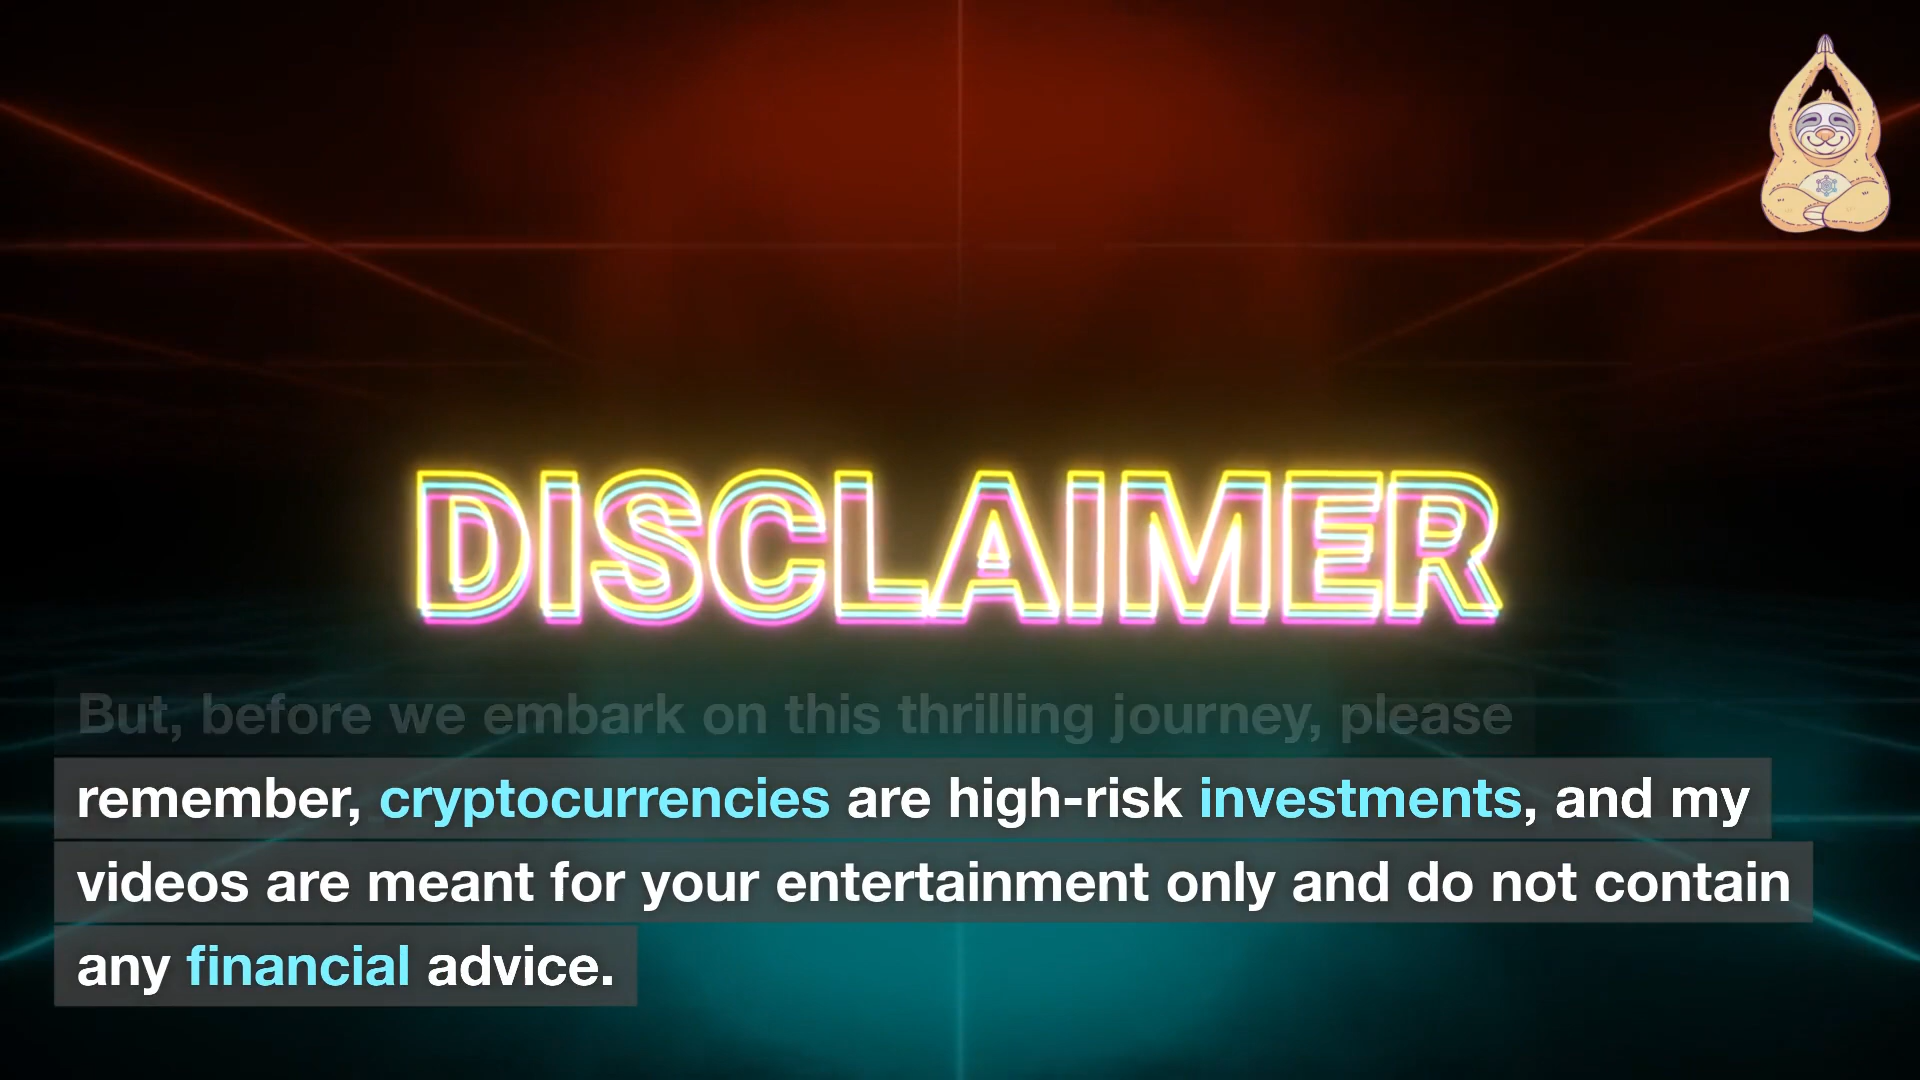 DISCLAIMER
But, before we embark on this thrilling journey, please
remember, cryptocurrencies are high-risk investments, and my
videos are meant for your entertainment only and do not contain
any financial advice.